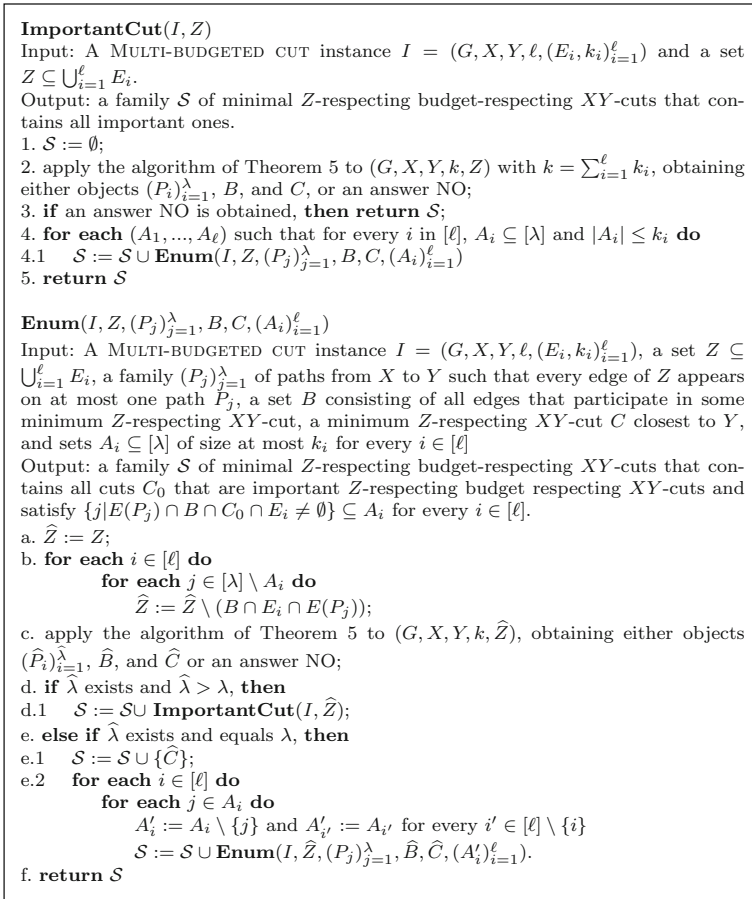 ImportantCut(I, Z)
Input: A MULTI-BUDGETED CUT instance I = (G, X, Y, ℓ, (E_i, k_i)_{i=1}^ℓ) and a set
Z ⊆ ⋃_{i=1}^ℓ E_i.
Output: a family 𝒮 of minimal Z-respecting budget-respecting XY-cuts that con-
tains all important ones.
1. 𝒮 := ∅;
2. apply the algorithm of Theorem 5 to (G, X, Y, k, Z) with k = ∑_{i=1}^ℓ k_i, obtaining
either objects (P_i)_{i=1}^λ, B, and C, or an answer NO;
3. if an answer NO is obtained, then return 𝒮;
4. for each (A_1, ..., A_ℓ) such that for every i in [ℓ], A_i ⊆ [λ] and |A_i| ≤ k_i do
4.1 𝒮 := 𝒮 ∪ Enum(I, Z, (P_j)_{j=1}^λ, B, C, (A_i)_{i=1}^ℓ)
5. return 𝒮
Enum(I, Z, (P_j)_{j=1}^λ, B, C, (A_i)_{i=1}^ℓ)
Input: A MULTI-BUDGETED CUT instance I = (G, X, Y, ℓ, (E_i, k_i)_{i=1}^ℓ), a set Z ⊆
⋃_{i=1}^ℓ E_i, a family (P_j)_{j=1}^λ of paths from X to Y such that every edge of Z appears
on at most one path P_j, a set B consisting of all edges that participate in some
minimum Z-respecting XY-cut, a minimum Z-respecting XY-cut C closest to Y,
and sets A_i ⊆ [λ] of size at most k_i for every i ∈ [ℓ]
Output: a family 𝒮 of minimal Z-respecting budget-respecting XY-cuts that con-
tains all cuts C_0 that are important Z-respecting budget respecting XY-cuts and
satisfy {j|E(P_j) ∩ B ∩ C_0 ∩ E_i ≠ ∅} ⊆ A_i for every i ∈ [ℓ].
a. Ẑ := Z;
b. for each i ∈ [ℓ] do
for each j ∈ [λ] \ A_i do
Ẑ := Ẑ \ (B ∩ E_i ∩ E(P_j));
c. apply the algorithm of Theorem 5 to (G, X, Y, k, Ẑ), obtaining either objects
(P̂_i)_{i=1}^{λ̂}, B̂, and Ĉ or an answer NO;
d. if λ̂ exists and λ̂ > λ, then
d.1 𝒮 := 𝒮∪ ImportantCut(I, Ẑ);
e. else if λ̂ exists and equals λ, then
e.1 𝒮 := 𝒮 ∪ {Ĉ};
e.2 for each i ∈ [ℓ] do
for each j ∈ A_i do
A'_i := A_i \ {j} and A'_{i'} := A_{i'} for every i' ∈ [ℓ] \ {i}
𝒮 := 𝒮 ∪ Enum(I, Ẑ, (P_j)_{j=1}^λ, B̂, Ĉ, (A'_i)_{i=1}^ℓ).
f. return 𝒮